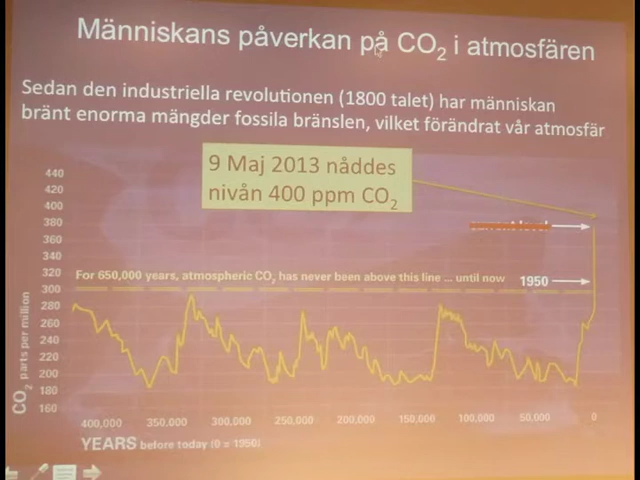 Människans påverkan på CO2 i atmosfären
Sedan den industriella revolutionen (1800 talet) har människan
bränt enorma mängder fossila bränslen, vilket förändrat vår atmosfär
9 Maj 2013 nåddes
nivån 400 ppm CO2
440
420
400
380
360
340
320
300
280
260
240
220
200
180
160
For 650,000 years, atmospheric CO2 has never been above this line ... until now
1950
CO2 parts per million
400,000 350,000 300,000 250,000 200,000 150,000 100,000 50,000 0
YEARS before today (0 = 1950)